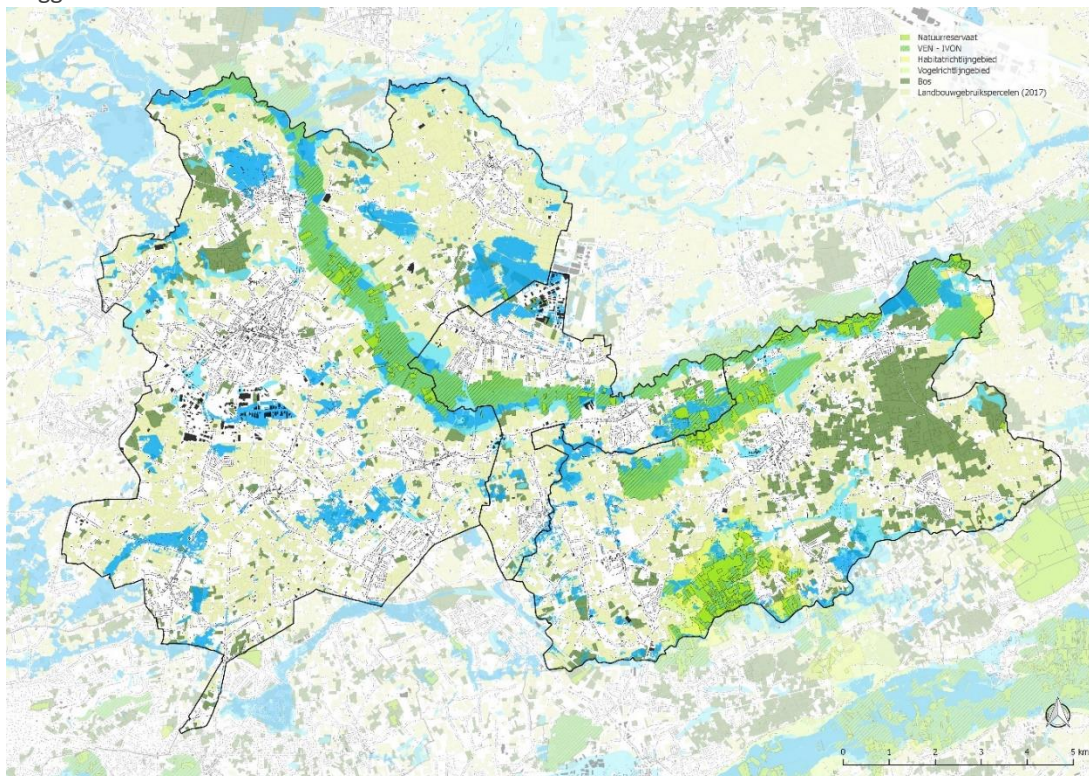 Natuurreservaat
VEN - IVON
Habitatrichtlijngebied
Vogelrichtlijngebied
Bos
Landbouwgebruikspercelen (2017)
0 1 2 3 4 5 km